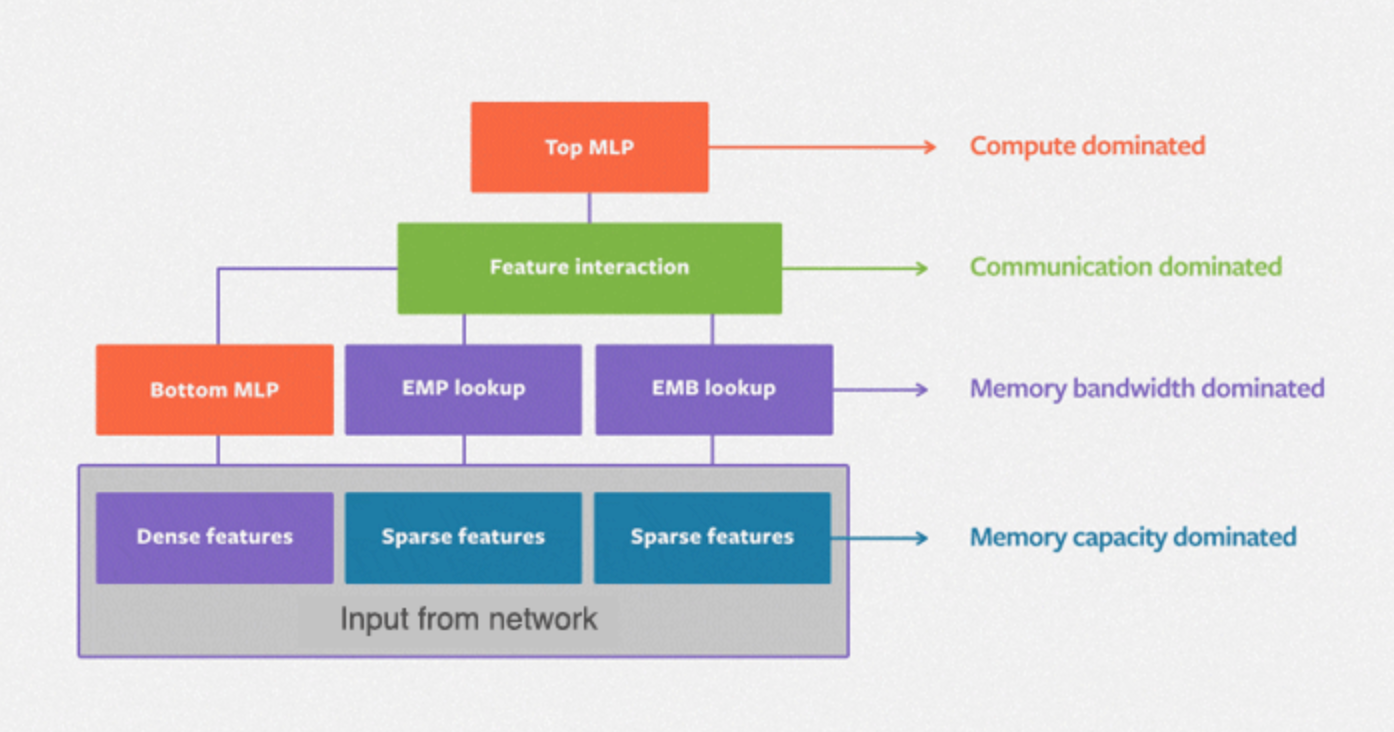 Top MLP
Compute dominated
Feature interaction
Communication dominated
Bottom MLP
EMP lookup
EMB lookup
Memory bandwidth dominated
Dense features
Sparse features
Sparse features
Memory capacity dominated
Input from network